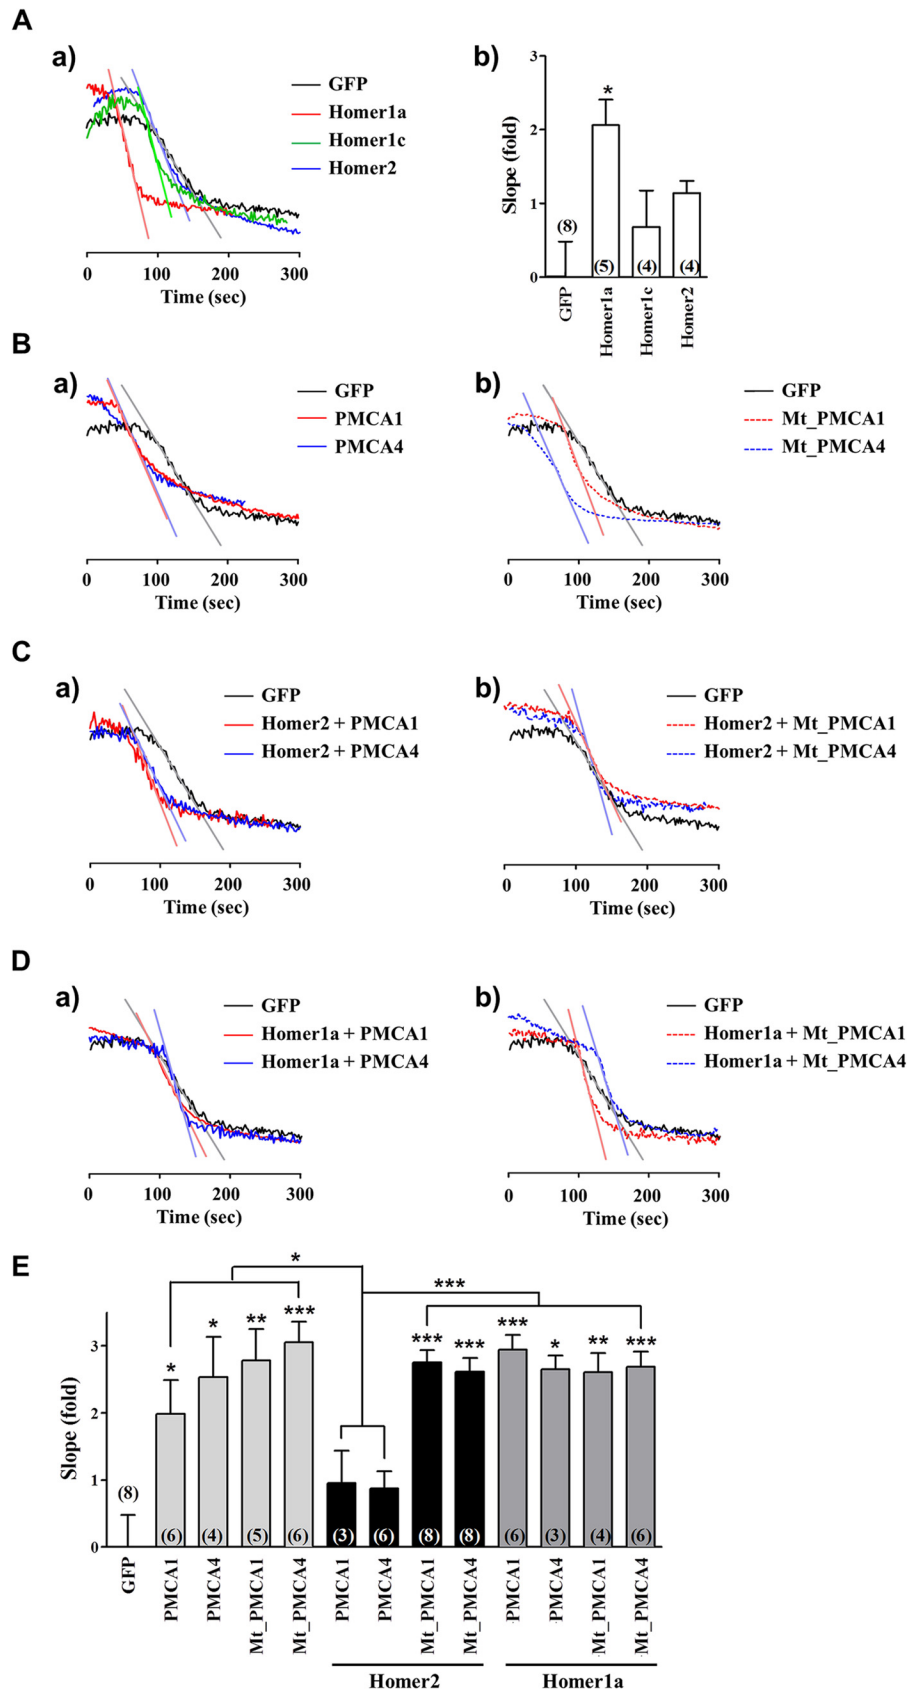 A
a)
GFP
Homer1a
Homer1c
Homer2
0 100 200 300
Time (sec)
b)
3
2
1
0
Slope (fold)
*
(8)
(5) (4) (4)
GFP
Homer1a
Homer1c
Homer2
B
a)
GFP
PMCA1
PMCA4
0 100 200 300
Time (sec)
b)
GFP
Mt_PMCA1
Mt_PMCA4
0 100 200 300
Time (sec)
C
a)
GFP
Homer2 + PMCA1
Homer2 + PMCA4
0 100 200 300
Time (sec)
b)
GFP
Homer2 + Mt_PMCA1
Homer2 + Mt_PMCA4
0 100 200 300
Time (sec)
D
a)
GFP
Homer1a + PMCA1
Homer1a + PMCA4
0 100 200 300
Time (sec)
b)
GFP
Homer1a + Mt_PMCA1
Homer1a + Mt_PMCA4
0 100 200 300
Time (sec)
E
* ***
* * ** *** *** *** *** * ** ***
3
2
1
0
Slope (fold)
(8)
(6) (4) (5) (6) (3) (6) (8) (8) (6) (3) (4) (6)
GFP
PMCA1
PMCA4
Mt_PMCA1
Mt_PMCA4
PMCA1
PMCA4
Mt_PMCA1
Mt_PMCA4
PMCA1
PMCA4
Mt_PMCA1
Mt_PMCA4
Homer2 Homer1a